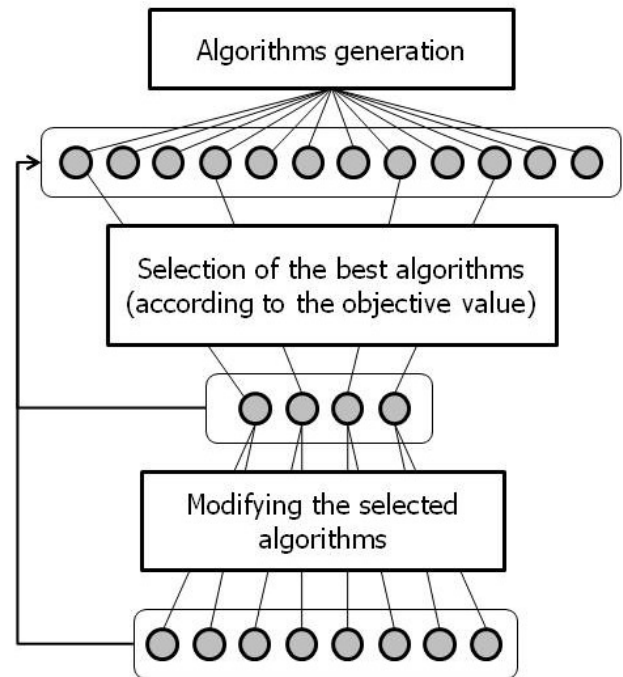 Algorithms generation
Selection of the best algorithms
(according to the objective value)
Modifying the selected
algorithms